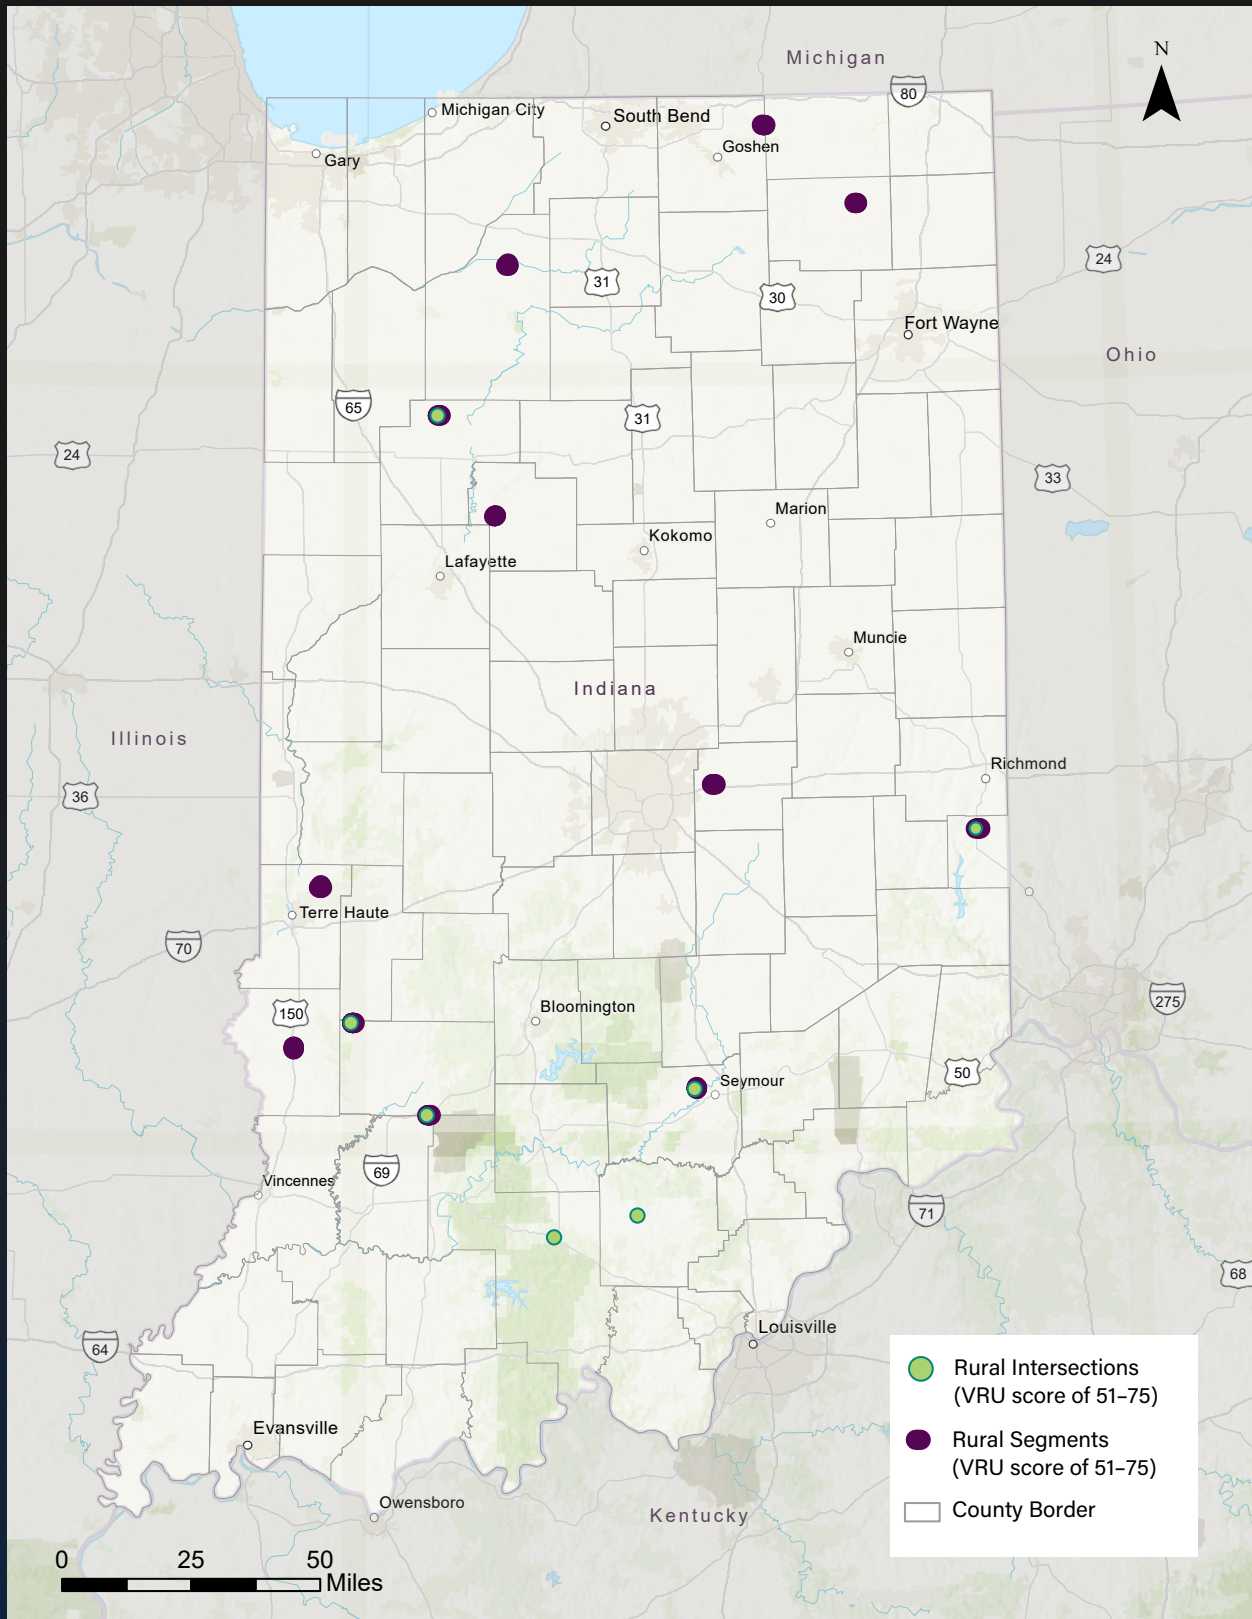 Michigan
N
80
Michigan City
South Bend
Goshen
Gary
24
31
30
Fort Wayne
Ohio
65
31
24
33
Marion
Kokomo
Lafayette
Muncie
Indiana
Illinois
Richmond
36
Terre Haute
70
275
Bloomington
150
50
Seymour
69
Vincennes
71
68
Louisville
64
Rural Intersections
(VRU score of 51–75)
Evansville
Rural Segments
(VRU score of 51–75)
Owensboro
Kentucky
County Border
0 25 50
Miles